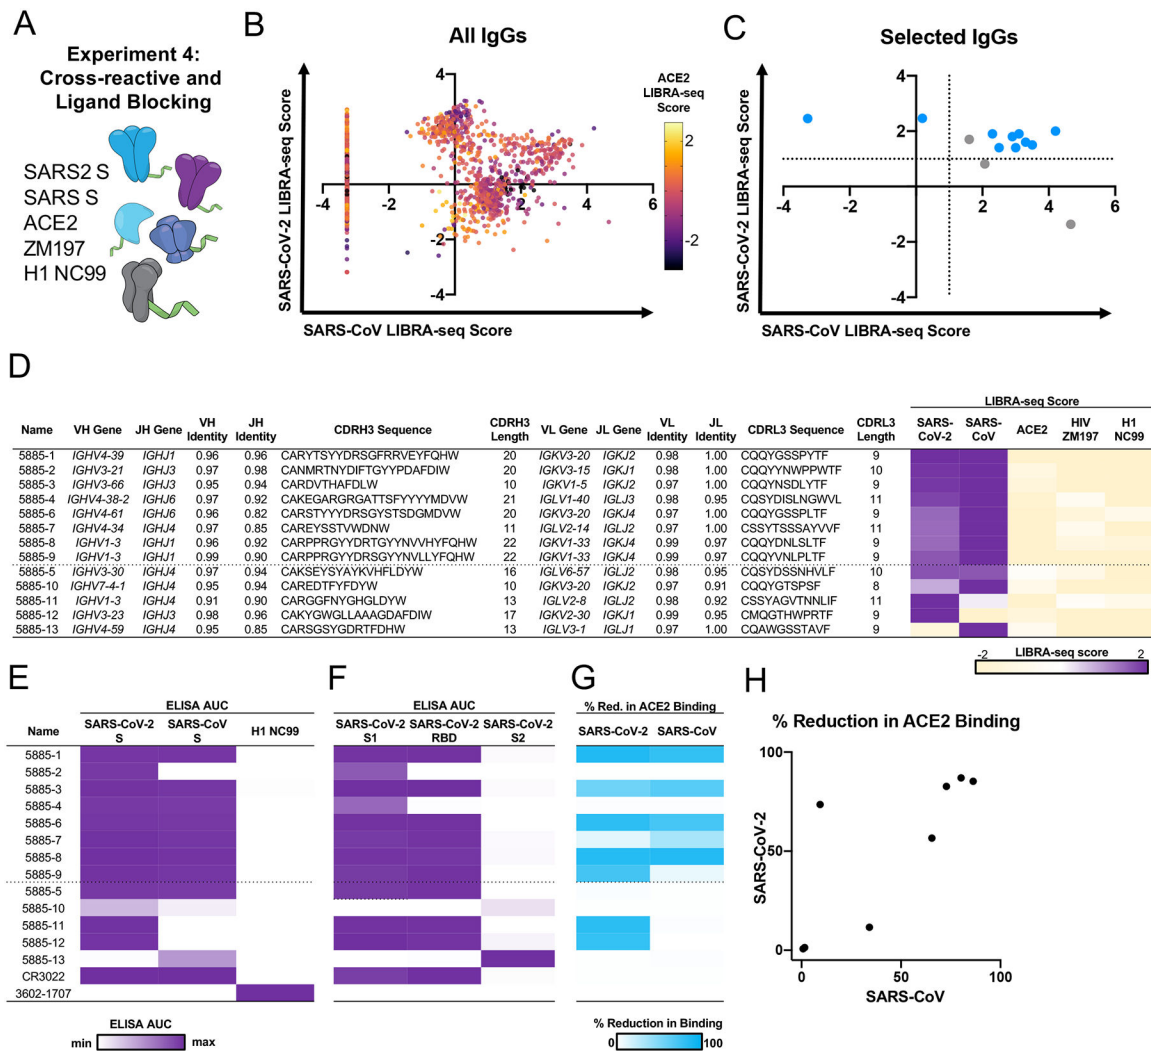 A
Experiment 4:
Cross-reactive and
Ligand Blocking
SARS2 S
SARS S
ACE2
ZM197
H1 NC99
B
All IgGs
SARS-CoV-2 LIBRA-seq Score
4
-2
2
4
6
-2
-4
SARS-CoV LIBRA-seq Score
ACE2
LIBRA-seq
Score
2
0
-2
C
Selected IgGs
SARS-CoV-2 LIBRA-seq Score
4
2
-4
-2
2
4
6
-2
-4
SARS-CoV LIBRA-seq Score
D
LIBRA-seq Score
Name VH Gene JH Gene VH Identity JH Identity CDRH3 Sequence CDRH3 Length VL Gene JL Gene VL Identity JL Identity CDRL3 Sequence CDRL3 Length SARS-CoV-2 SARS-CoV ACE2 HIV ZM197 H1 NC99
5885-1 IGHV4-39 IGHJ1 0.96 0.96 CARYTSYYDRSGFRRVEYFQHW 20 IGKV3-20 IGKJ2 0.98 1.00 CQQYGSSPYTF 9
5885-2 IGHV3-21 IGHJ3 0.97 0.98 CANMRTNYDIFTGYYPDAFDIW 20 IGKV3-15 IGKJ1 0.98 1.00 CQQYYNWPPWTF 10
5885-3 IGHV3-66 IGHJ3 0.95 0.94 CARDVTHAFDLW 10 IGKV1-5 IGKJ2 0.97 1.00 CQQYNSDLYTF 9
5885-4 IGHV4-38-2 IGHJ6 0.97 0.92 CAKEGARGRGATTSFYYYYMDVW 21 IGLV1-40 IGLJ3 0.98 0.95 CQSYDISLNGWVL 11
5885-6 IGHV4-61 IGHJ6 0.96 0.82 CARSTYYYDRSGYSTSDGMDVW 20 IGKV3-20 IGKJ4 0.97 1.00 CQQYGSSPLTF 9
5885-7 IGHV4-34 IGHJ4 0.97 0.85 CAREYSSTVWDNW 11 IGLV2-14 IGLJ2 0.97 1.00 CSSYTSSSAYVVF 11
5885-8 IGHV1-3 IGHJ1 0.96 0.92 CARPPRGYYDRTGYYNVVHYFQHW 22 IGKV1-33 IGKJ4 0.99 0.97 CQQYDNLSLTF 9
5885-9 IGHV1-3 IGHJ1 0.99 0.90 CARPPRGYYDRSGYYNVLLYFQHW 22 IGKV1-33 IGKJ4 0.99 0.97 CQQYVNLPLTF 9
5885-5 IGHV3-30 IGHJ4 0.97 0.94 CAKSEYSAYKVHFLDYW 16 IGLV6-57 IGLJ2 0.98 0.95 CQSYDSSNHVLF 10
5885-10 IGHV7-4-1 IGHJ4 0.95 0.94 CAREDTFYFDYW 10 IGKV3-20 IGKJ2 0.97 0.91 CQQYGTSPSF 8
5885-11 IGHV1-3 IGHJ4 0.91 0.90 CARGGFNYGHGLDYW 13 IGLV2-8 IGLJ2 0.98 0.92 CSSYAGVTNNLIF 11
5885-12 IGHV3-23 IGHJ3 0.98 0.96 CAKYGWGLLAAAGDAFDIW 17 IGKV2-30 IGKJ1 0.99 0.95 CMQGTHWPRTF 9
5885-13 IGHV4-59 IGHJ4 0.95 0.85 CARSGSYGDRTFDHW 13 IGLV3-1 IGLJ1 0.97 1.00 CQAWGSSTAVF 9
-2 LIBRA-seq score 2
E
ELISA AUC
Name SARS-CoV-2 S SARS-CoV S H1 NC99
5885-1
5885-2
5885-3
5885-4
5885-6
5885-7
5885-8
5885-9
5885-5
5885-10
5885-11
5885-12
5885-13
CR3022
3602-1707
ELISA AUC
min max
F
ELISA AUC
SARS-CoV-2 S1 SARS-CoV-2 RBD SARS-CoV-2 S2
G
% Red. in ACE2 Binding
SARS-CoV-2 SARS-CoV
% Reduction in Binding
0 100
H
% Reduction in ACE2 Binding
SARS-CoV-2
100
50
0
0 50 100
SARS-CoV